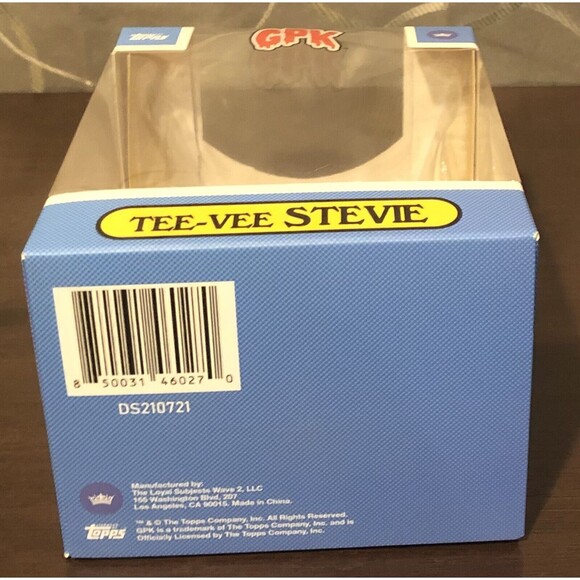 Topps
GPK
TEE-VEE STEVIE
8 50031 46027 0
DS210721
Manufactured by:
The Loyal Subjects Wave 2, LLC
155 Washington Blvd, 207
Los Angeles, CA 90015. Made in China.
™ & © The Topps Company, Inc. All Rights Reserved.
GPK is a trademark of The Topps Company, Inc. and is
Officially Licensed by The Topps Company, Inc.
Topps